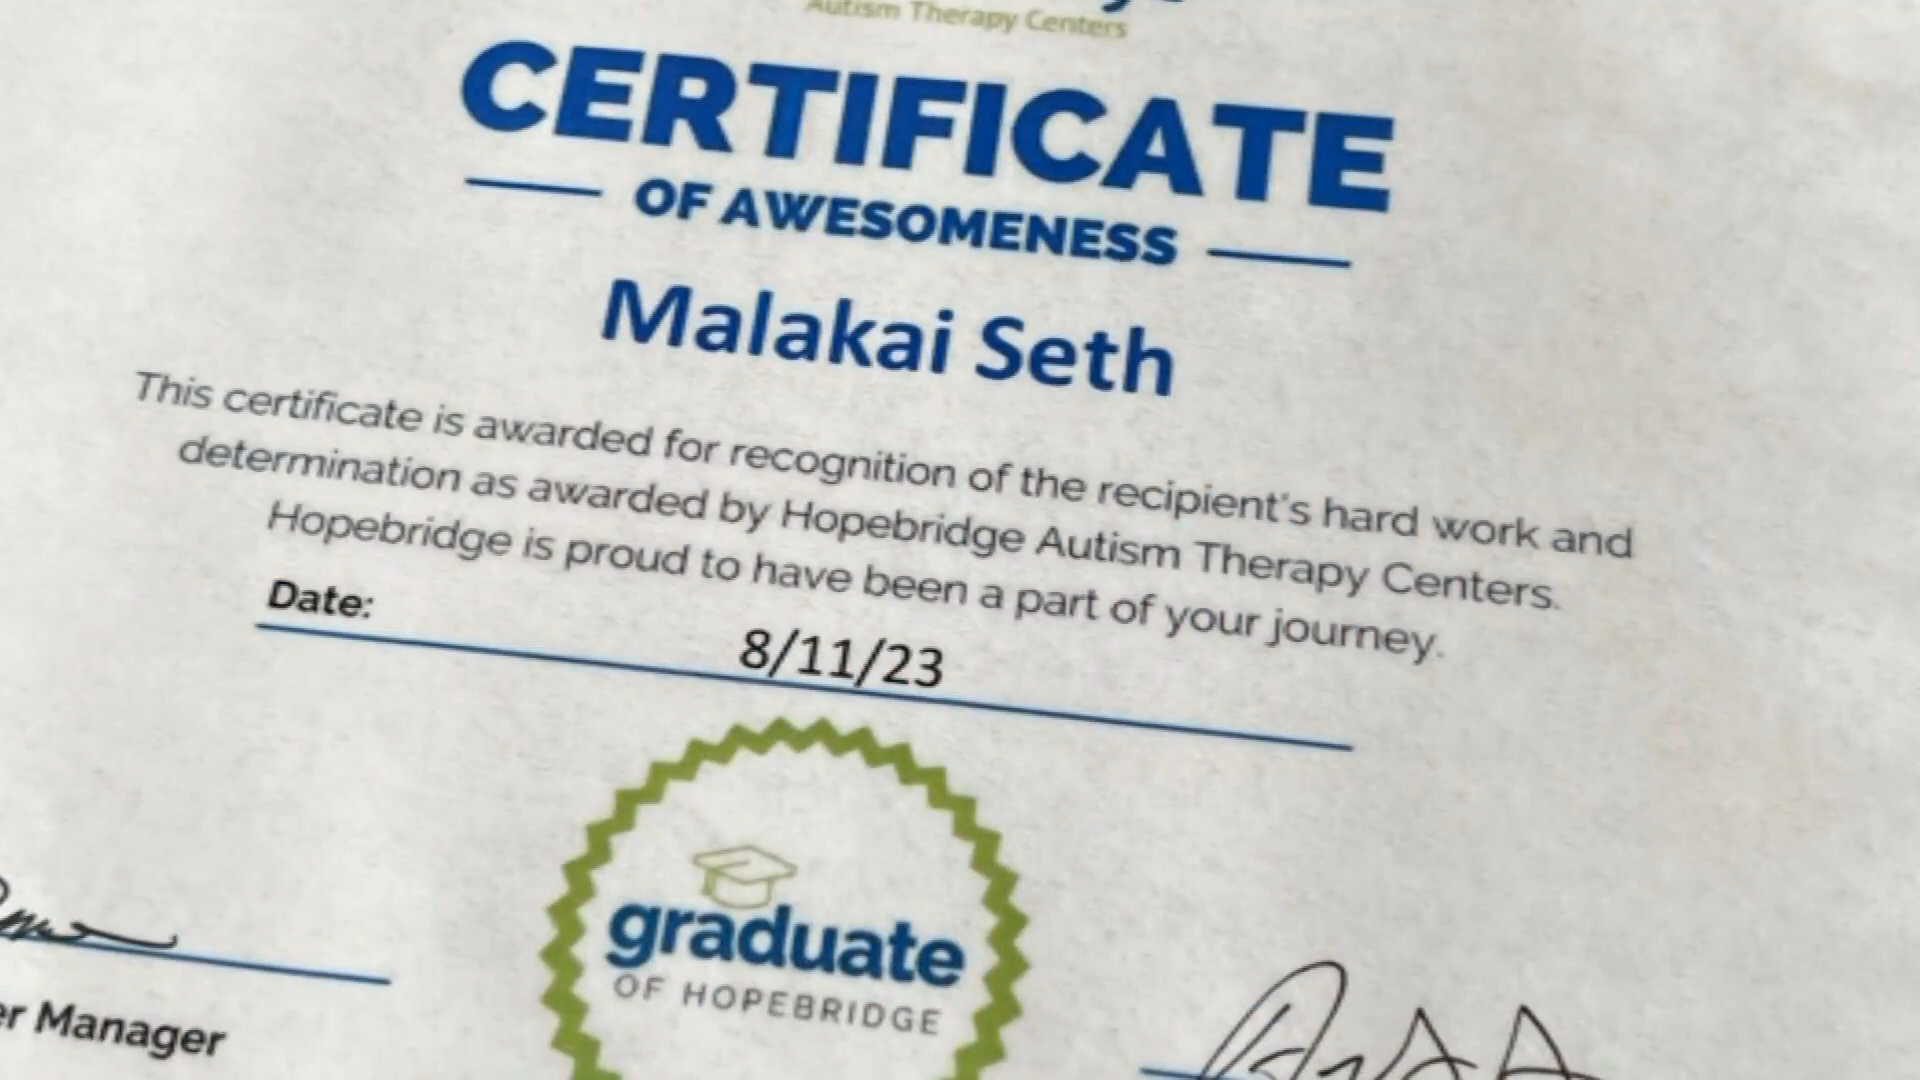 Autism Therapy Centers
CERTIFICATE
OF AWESOMENESS
Malakai Seth
This certificate is awarded for recognition of the recipient's hard work and
determination as awarded by Hopebridge Autism Therapy Centers.
Hopebridge is proud to have been a part of your journey.
Date:
8/11/23
graduate
OF HOPEBRIDGE
Manager